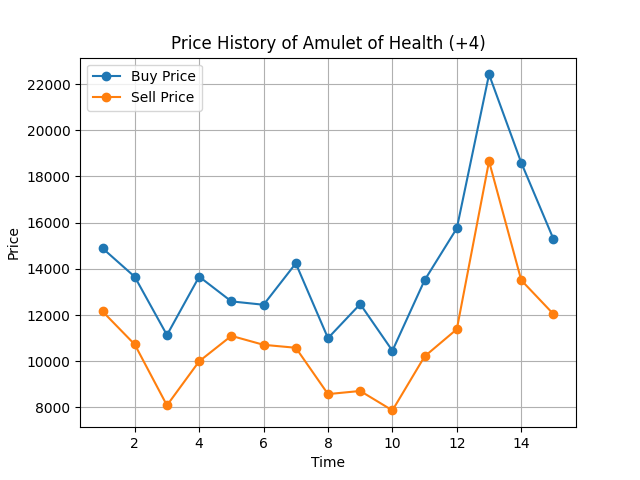 Price History of Amulet of Health (+4)
Buy Price
Sell Price
22000
20000
18000
16000
14000
12000
10000
8000
Price
2 4 6 8 10 12 14
Time